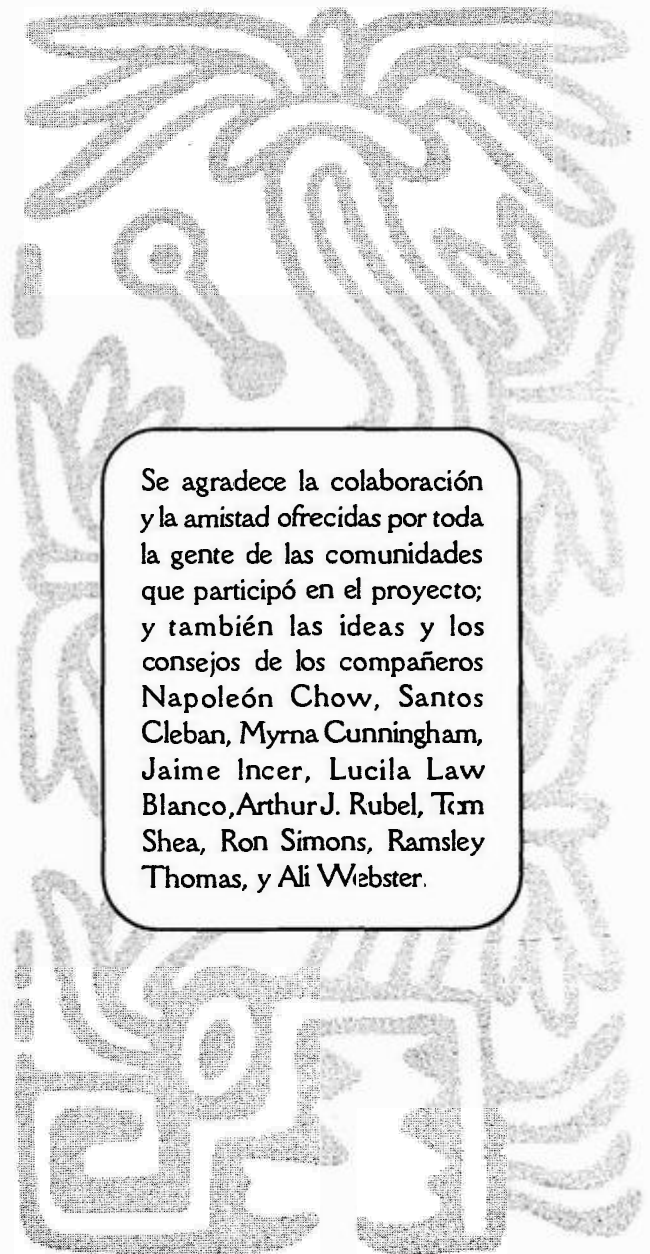 Se agradece la colaboración
y la amistad ofrecidas por toda
la gente de las comunidades
que participó en el proyecto;
y también las ideas y los
consejos de los compañeros
Napoleón Chow, Santos
Cleban, Myrna Cunningham,
Jaime Incer, Lucila Law
Blanco, Arthur J. Rubel, Tom
Shea, Ron Simons, Ramsley
Thomas, y Ali Webster.